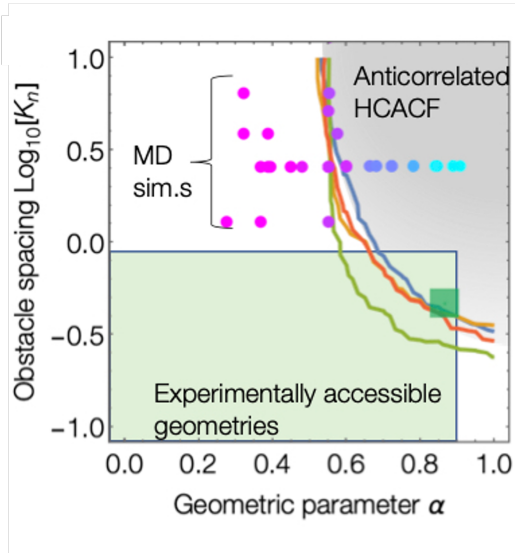 Obstacle spacing Log10[Kn]
1.0
0.5
0.0
−0.5
−1.0
Anticorrelated
HCACF
MD
sim.s
Experimentally accessible
geometries
0.0 0.2 0.4 0.6 0.8 1.0
Geometric parameter α